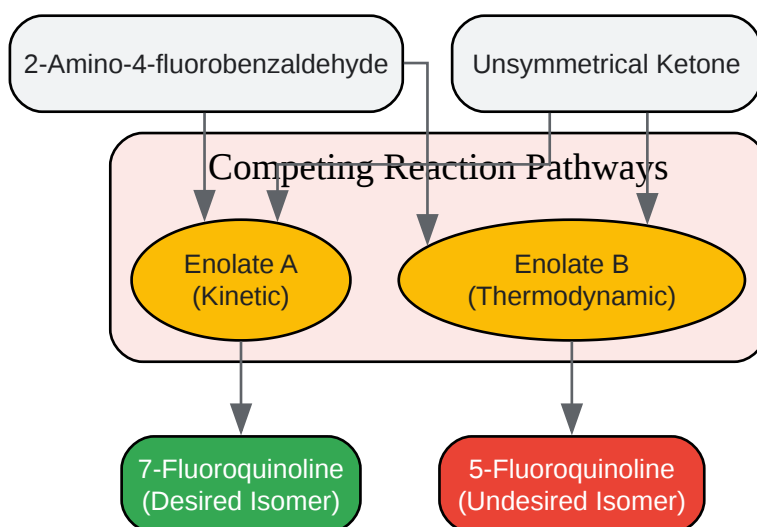 2-Amino-4-fluorobenzaldehyde
Unsymmetrical Ketone
Competing Reaction Pathways
Enolate A
(Kinetic)
Enolate B
(Thermodynamic)
7-Fluoroquinoline
(Desired Isomer)
5-Fluoroquinoline
(Undesired Isomer)